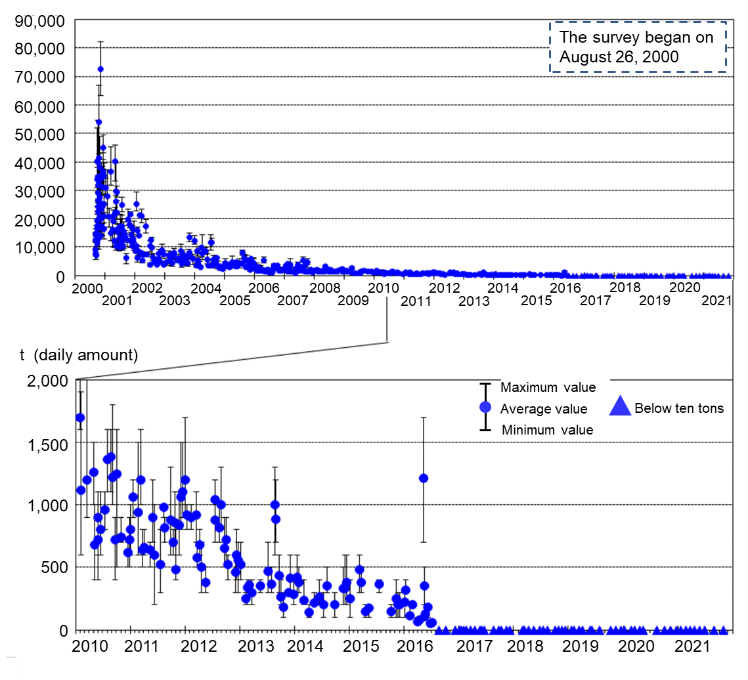 90,000
80,000
70,000
60,000
50,000
40,000
30,000
20,000
10,000
0
The survey began on
August 26, 2000
2000 2002 2004 2006 2008 2010 2012 2014 2016 2018 2020
2001 2003 2005 2007 2009 2011 2013 2015 2017 2019 2021
t (daily amount)
2,000
1,500
1,000
500
0
Maximum value
Average value
Minimum value
Below ten tons
2010 2011 2012 2013 2014 2015 2016 2017 2018 2019 2020 2021